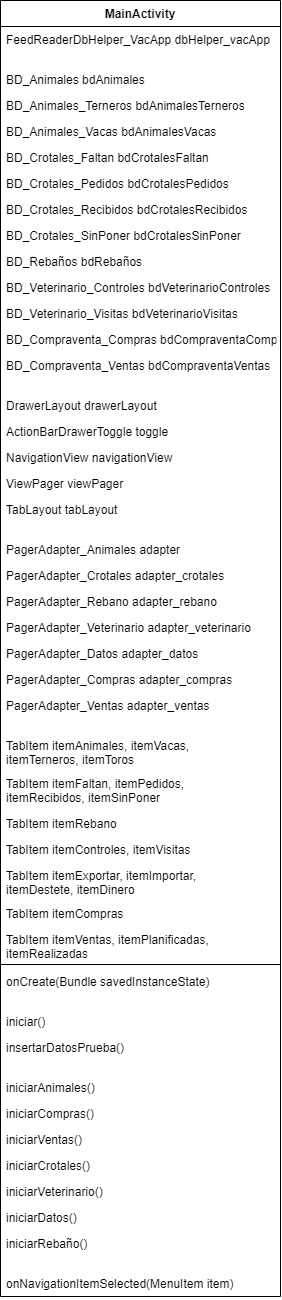 MainActivity
FeedReaderDbHelper_VacApp dbHelper_vacApp
BD_Animales bdAnimales
BD_Animales_Terneros bdAnimalesTerneros
BD_Animales_Vacas bdAnimalesVacas
BD_Crotales_Faltan bdCrotalesFaltan
BD_Crotales_Pedidos bdCrotalesPedidos
BD_Crotales_Recibidos bdCrotalesRecibidos
BD_Crotales_SinPoner bdCrotalesSinPoner
BD_Rebaños bdRebaños
BD_Veterinario_Controles bdVeterinarioControles
BD_Veterinario_Visitas bdVeterinarioVisitas
BD_Compraventa_Compras bdCompraventaComp
BD_Compraventa_Ventas bdCompraventaVentas
DrawerLayout drawerLayout
ActionBarDrawerToggle toggle
NavigationView navigationView
ViewPager viewPager
TabLayout tabLayout
PagerAdapter_Animales adapter
PagerAdapter_Crotales adapter_crotales
PagerAdapter_Rebano adapter_rebano
PagerAdapter_Veterinario adapter_veterinario
PagerAdapter_Datos adapter_datos
PagerAdapter_Compras adapter_compras
PagerAdapter_Ventas adapter_ventas
TabItem itemAnimales, itemVacas,
itemTerneros, itemToros
TabItem itemFaltan, itemPedidos,
itemRecibidos, itemSinPoner
TabItem itemRebano
TabItem itemControles, itemVisitas
TabItem itemExportar, itemImportar,
itemDestete, itemDinero
TabItem itemCompras
TabItem itemVentas, itemPlanificadas,
itemRealizadas
onCreate(Bundle savedInstanceState)
iniciar()
insertarDatosPrueba()
iniciarAnimales()
iniciarCompras()
iniciarVentas()
iniciarCrotales()
iniciarVeterinario()
iniciarDatos()
iniciarRebaño()
onNavigationItemSelected(MenuItem item)